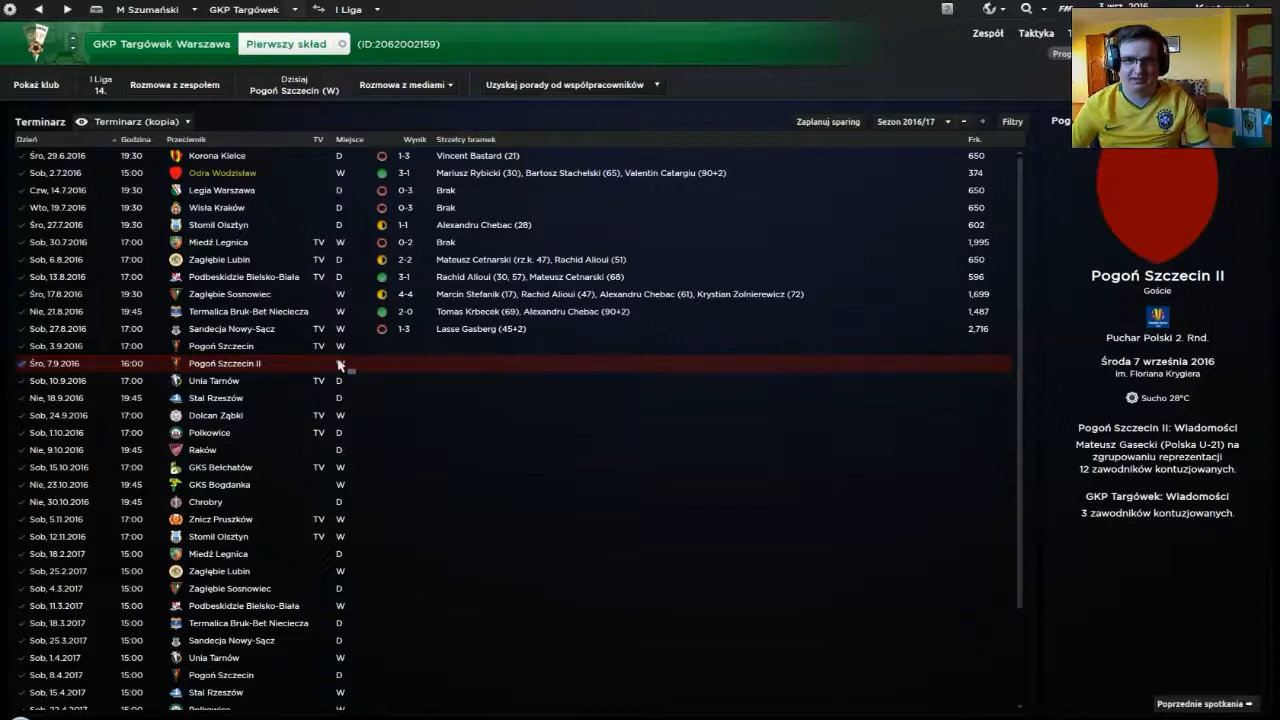 M Szumański GKP Targówek I Liga 3 wrz. 2016
GKP Targówek Warszawa Pierwszy skład (ID:2062002159) Zespół Taktyka
Pokaż klub I Liga 14. Rozmowa z zespołem Dzisiaj Pogoń Szczecin (W) Rozmowa z mediami Uzyskaj porady od współpracowników
Terminarz Terminarz (kopia) Zaplanuj sparing Sezon 2016/17 Filtry
Dzień Godzina Przeciwnik TV Miejsce Wynik Strzelcy bramek Frk.
Śro, 29.6.2016 19:30 Korona Kielce D 1-3 Vincent Bastard (21) 650
Sob, 2.7.2016 15:00 Odra Wodzisław W 3-1 Mariusz Rybicki (30), Bartosz Stachelski (65), Valentin Catargiu (90+2) 374
Czw, 14.7.2016 19:30 Legia Warszawa D 0-3 Brak 650
Wto, 19.7.2016 19:30 Wisła Kraków D 0-3 Brak 650
Śro, 27.7.2016 19:30 Stomil Olsztyn D 1-1 Alexandru Chebac (28) 602
Sob, 30.7.2016 17:00 Miedź Legnica TV W 0-2 Brak 1,995
Sob, 6.8.2016 17:00 Zagłębie Lubin TV D 2-2 Mateusz Cetnarski (rz.k. 47), Rachid Alioui (51) 650
Sob, 13.8.2016 17:00 Podbeskidzie Bielsko-Biała TV D 3-1 Rachid Alioui (30, 57), Mateusz Cetnarski (68) 596
Śro, 17.8.2016 19:30 Zagłębie Sosnowiec W 4-4 Marcin Stefanik (17), Rachid Alioui (47), Alexandru Chebac (61), Krystian Żołnierewicz (72) 1,699
Nie, 21.8.2016 19:45 Termalica Bruk-Bet Nieciecza W 2-0 Tomas Krbecek (69), Alexandru Chebac (90+2) 1,487
Sob, 27.8.2016 17:00 Sandecja Nowy-Sącz TV W 1-3 Lasse Gasberg (45+2) 2,716
Sob, 3.9.2016 17:00 Pogoń Szczecin TV W
Śro, 7.9.2016 16:00 Pogoń Szczecin II
Sob, 10.9.2016 17:00 Unia Tarnów TV D
Nie, 18.9.2016 19:45 Stal Rzeszów D
Sob, 24.9.2016 17:00 Dolcan Ząbki TV W
Sob, 1.10.2016 17:00 Polkowice TV D
Nie, 9.10.2016 19:45 Raków D
Sob, 15.10.2016 17:00 GKS Bełchatów TV W
Nie, 23.10.2016 19:45 GKS Bogdanka W
Nie, 30.10.2016 19:45 Chrobry D
Sob, 5.11.2016 17:00 Znicz Pruszków TV W
Sob, 12.11.2016 17:00 Stomil Olsztyn TV W
Sob, 18.2.2017 15:00 Miedź Legnica D
Sob, 25.2.2017 15:00 Zagłębie Lubin W
Sob, 4.3.2017 15:00 Zagłębie Sosnowiec D
Sob, 11.3.2017 15:00 Podbeskidzie Bielsko-Biała W
Sob, 18.3.2017 15:00 Termalica Bruk-Bet Nieciecza D
Sob, 25.3.2017 15:00 Sandecja Nowy-Sącz D
Sob, 1.4.2017 15:00 Unia Tarnów W
Sob, 8.4.2017 15:00 Pogoń Szczecin D
Sob, 15.4.2017 15:00 Stal Rzeszów W
Sob, 22.4.2017 15:00 Polkowice W
Pogoń Szczecin II
Goście
Puchar Polski 2. Rnd.
Środa 7 września 2016
im. Floriana Krygiera
Sucho 28°C
Pogoń Szczecin II: Wiadomości
Mateusz Gasecki (Polska U-21) na
zgrupowaniu reprezentacji
12 zawodników kontuzjowanych.
GKP Targówek: Wiadomości
3 zawodników kontuzjowanych.
Poprzednie spotkania